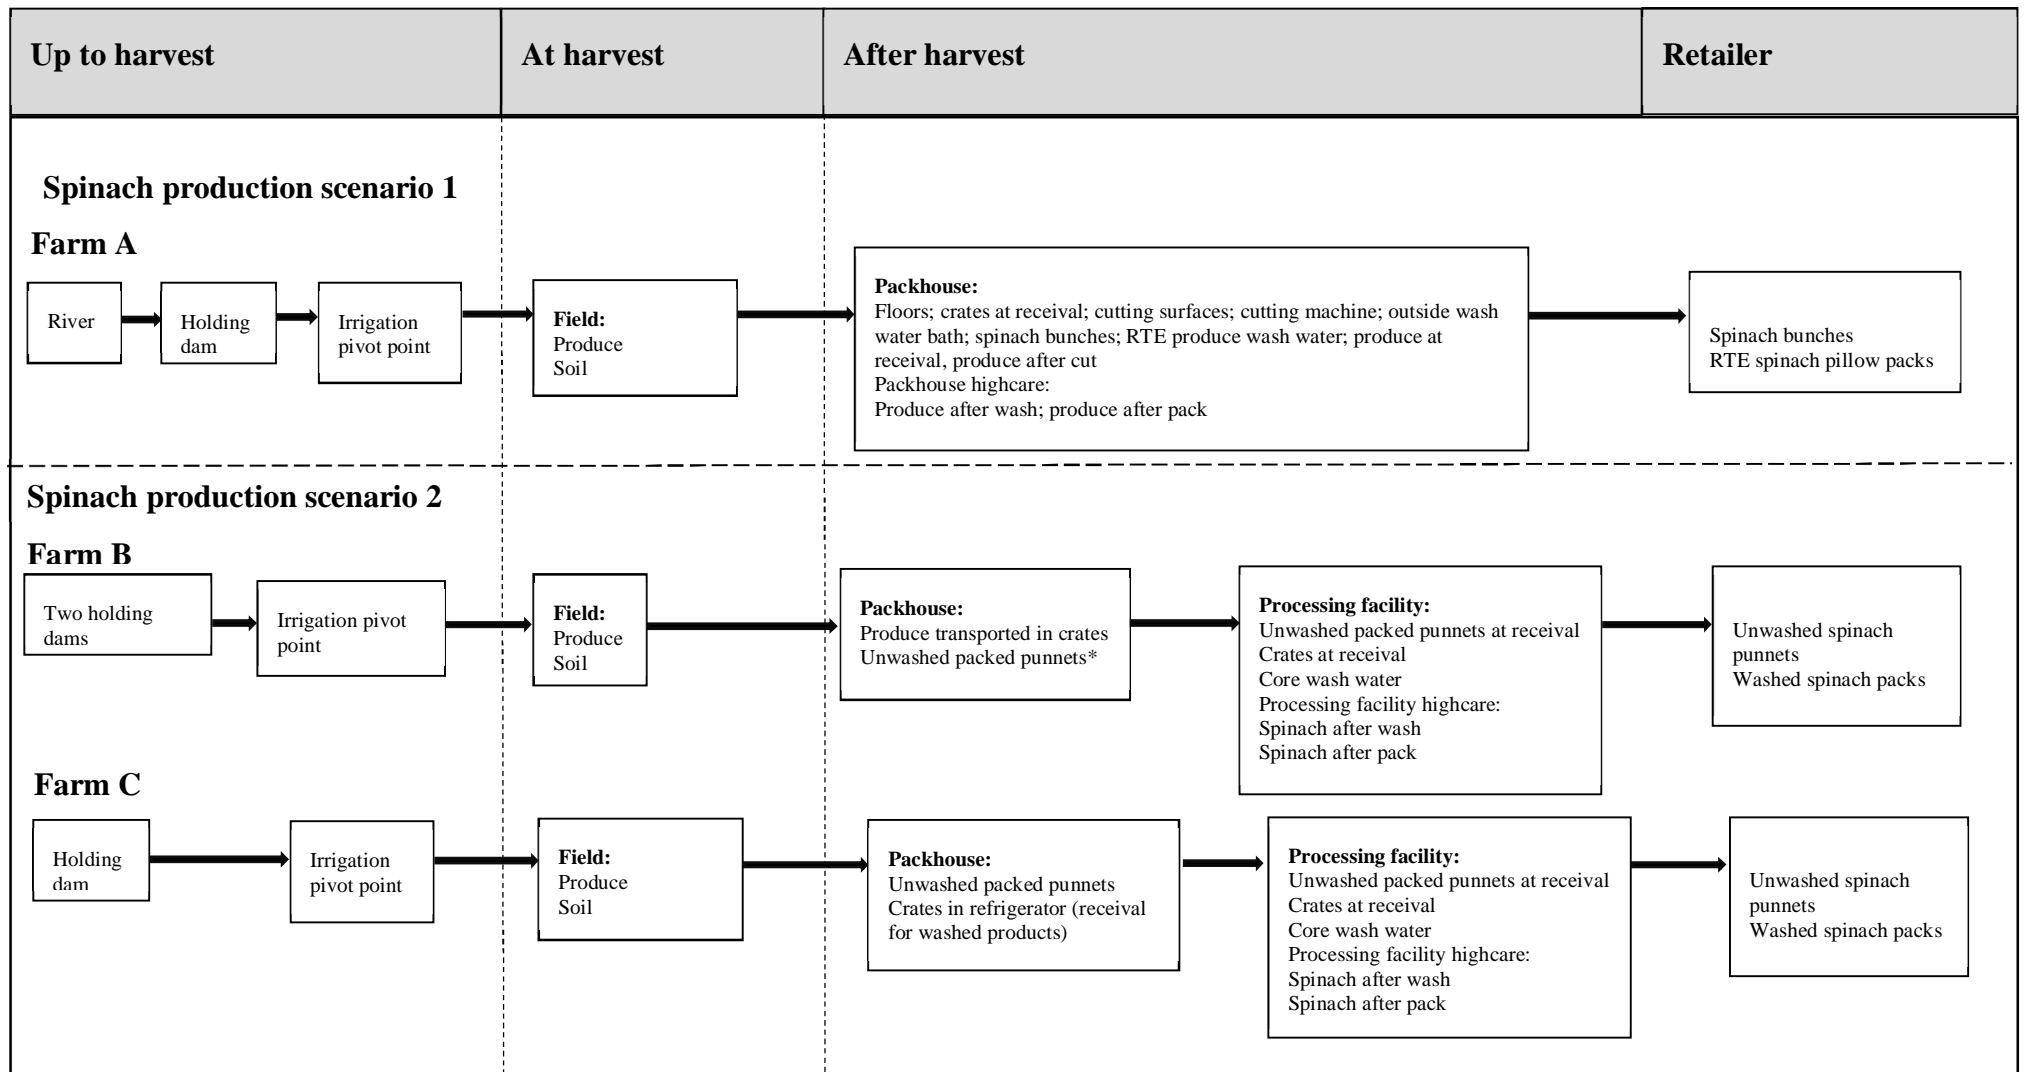 Up to harvest
At harvest
After harvest
Retailer
Spinach production scenario 1
Farm A
River
Holding
dam
Irrigation
pivot point
Field:
Produce
Soil
Packhouse:
Floors; crates at receival; cutting surfaces; cutting machine; outside wash
water bath; spinach bunches; RTE produce wash water; produce at
receival, produce after cut
Packhouse highcare:
Produce after wash; produce after pack
Spinach bunches
RTE spinach pillow packs
Spinach production scenario 2
Farm B
Two holding
dams
Irrigation pivot
point
Field:
Produce
Soil
Packhouse:
Produce transported in crates
Unwashed packed punnets*
Processing facility:
Unwashed packed punnets at receival
Crates at receival
Core wash water
Processing facility highcare:
Spinach after wash
Spinach after pack
Unwashed spinach
punnets
Washed spinach packs
Farm C
Holding
dam
Irrigation
pivot point
Field:
Produce
Soil
Packhouse:
Unwashed packed punnets
Crates in refrigerator (receival
for washed products)
Processing facility:
Unwashed packed punnets at receival
Crates at receival
Core wash water
Processing facility highcare:
Spinach after wash
Spinach after pack
Unwashed spinach
punnets
Washed spinach packs